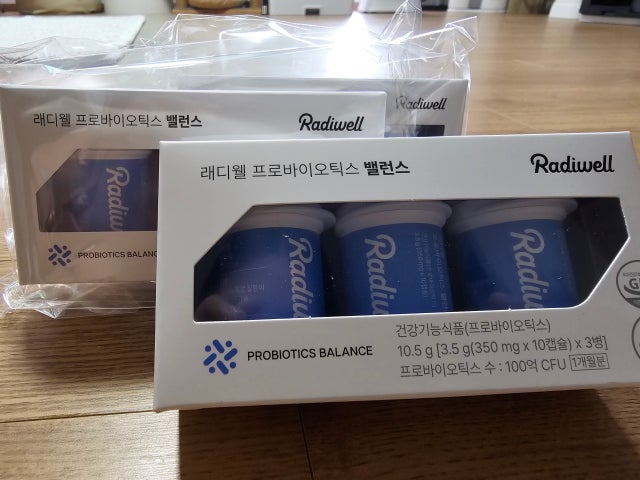 래디웰 프로바이오틱스 밸런스
Radiwell
Radiwell
Radiwell
PROBIOTICS BALANC
래디웰 프로바이오틱스 밸런스
Radiwell
Radiwell
Radiwell
Radiwell
PROBIOTICS BALANCE
건강기능식품(프로바이오틱스)
10.5 g [3.5 g(350 mg x 10캡슐) x 3병]
프로바이오틱스 수 : 100억 CFU 1개월분